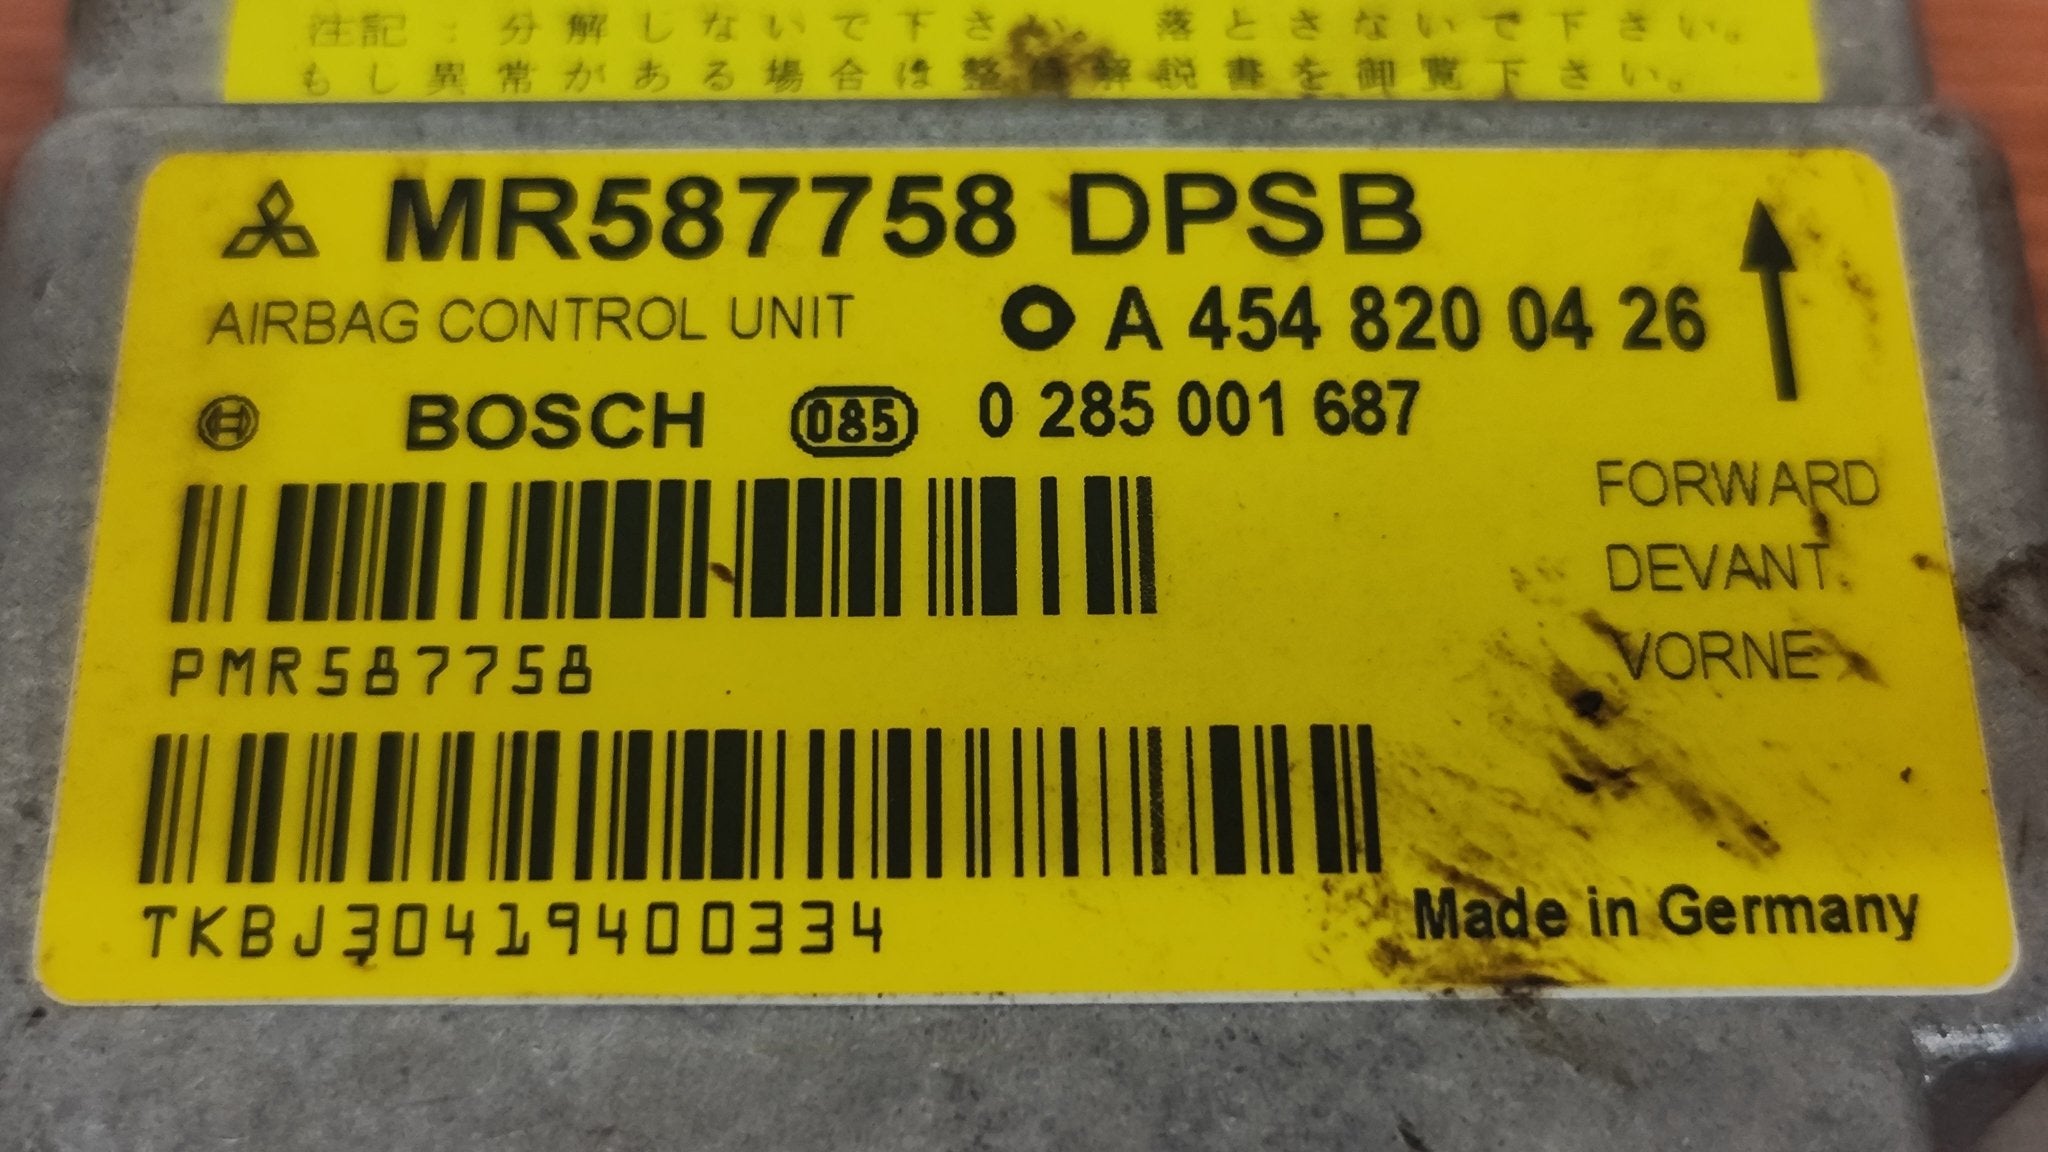 注記：分解しないで下さい。落とさないで下さい。
もし異常がある場合は整備解説書を御覧下さい。
MR587758 DPSB
AIRBAG CONTROL UNIT A 454 820 04 26
BOSCH 085 0 285 001 687
FORWARD
DEVANT
PMR587758
VORNE
TKBJ30419400334
Made in Germany